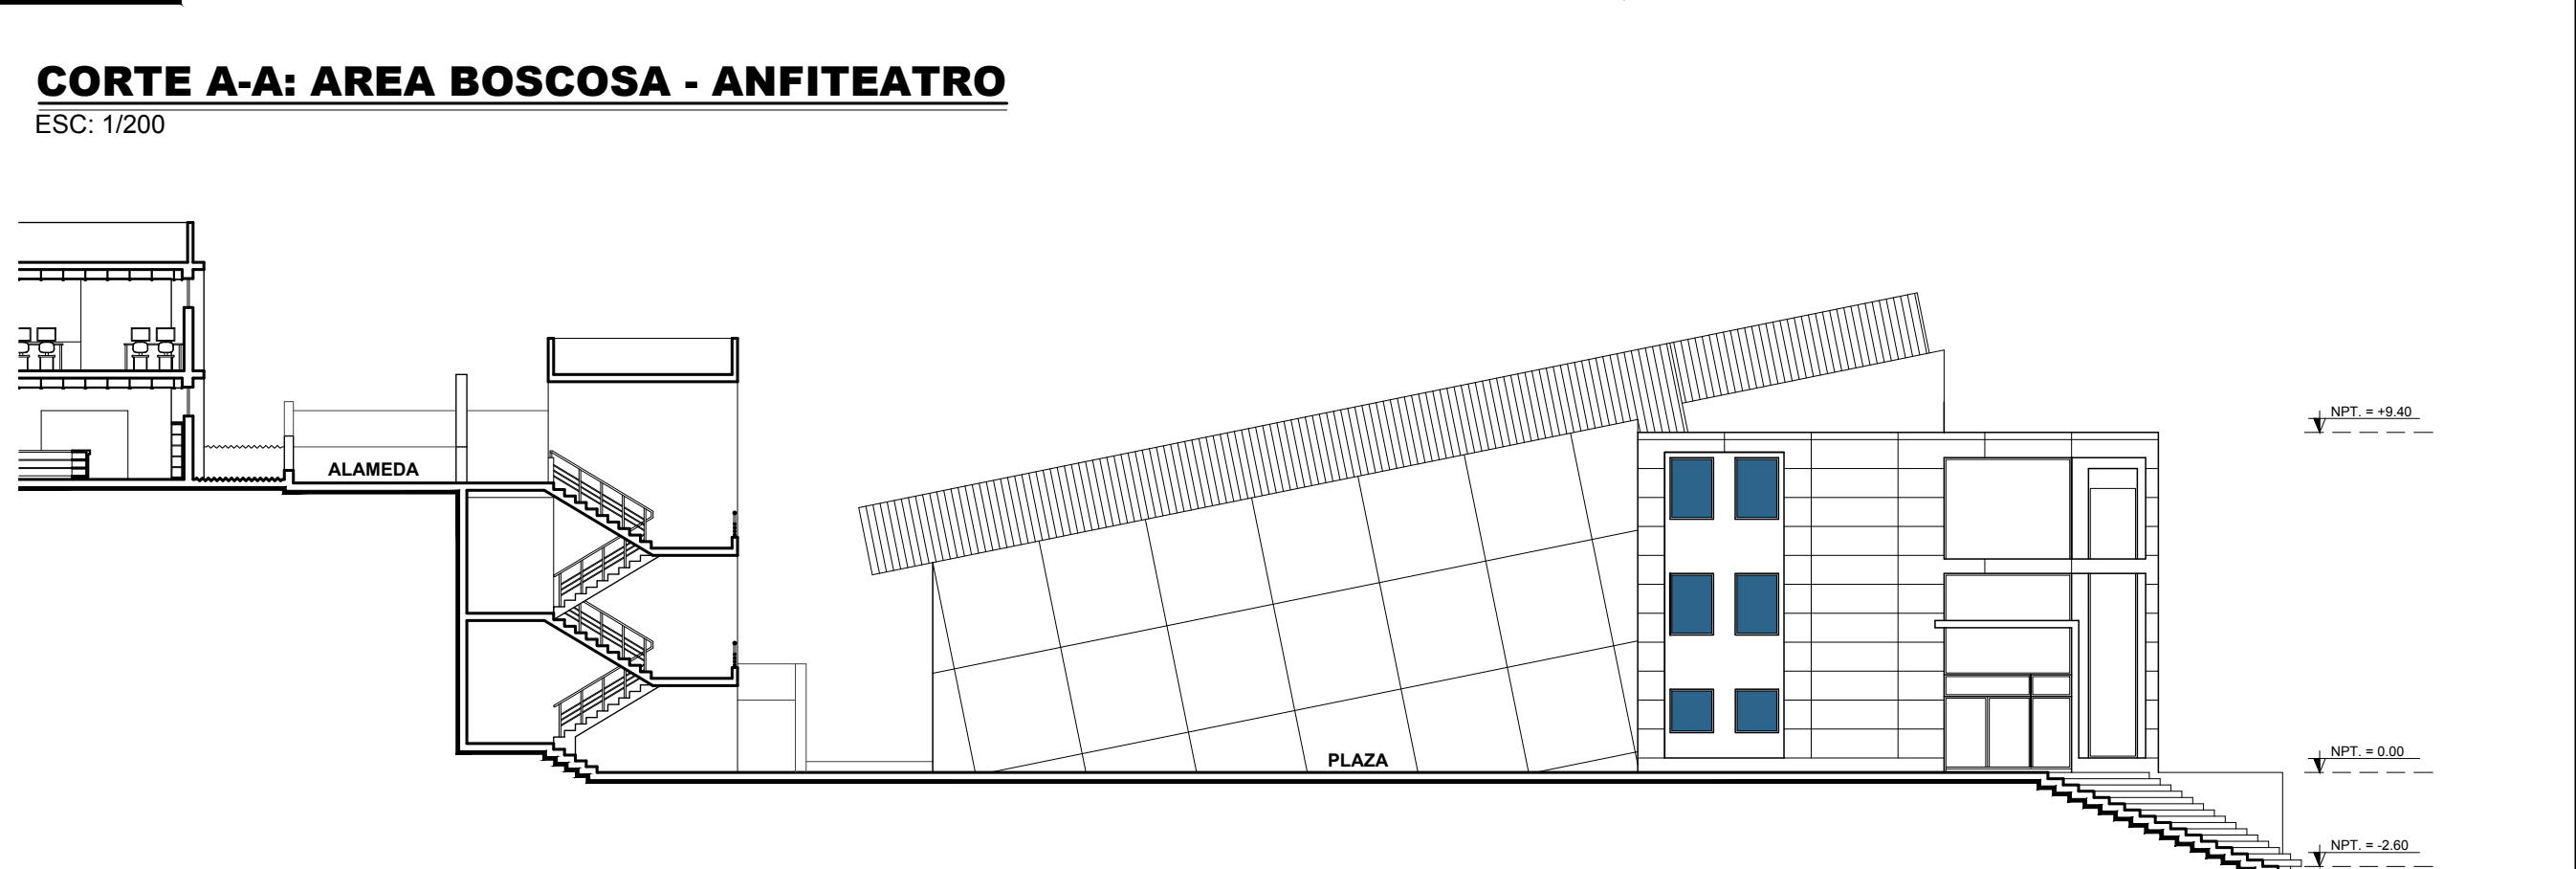 CORTE A-A: AREA BOSCOSA - ANFITEATRO
ESC: 1/200
NPT. = +9.40
ALAMEDA
PLAZA
NPT. = 0.00
NPT. = -2.60